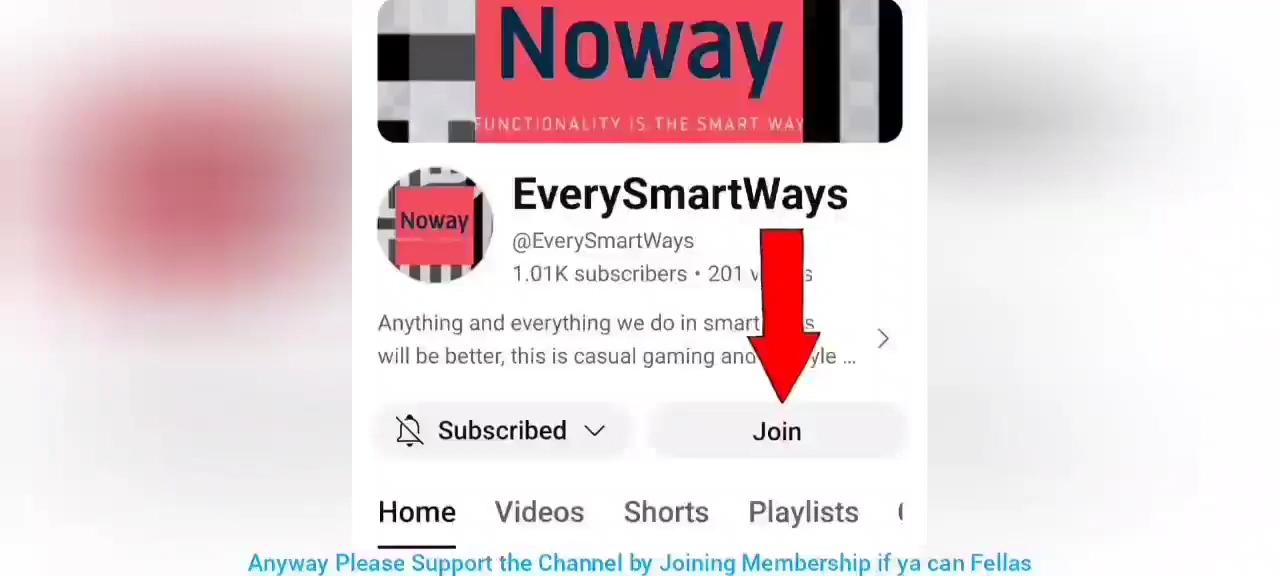 Noway
FUNCTIONALITY IS THE SMART WAY
Noway
EverySmartWays
@EverySmartWays
1.01K subscribers • 201
Anything and everything we do in smart
will be better, this is casual gaming and ...
Subscribed
Join
Home Videos Shorts Playlists
Anyway Please Support the Channel by Joining Membership if ya can Fellas